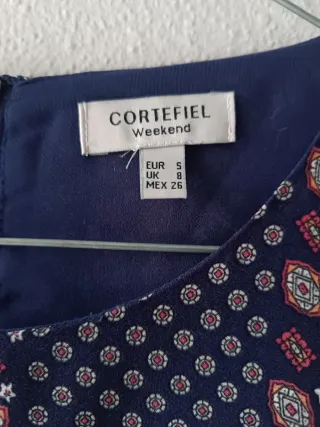 CORTEFIEL
Weekend
EUR S
UK 8
MEX 26